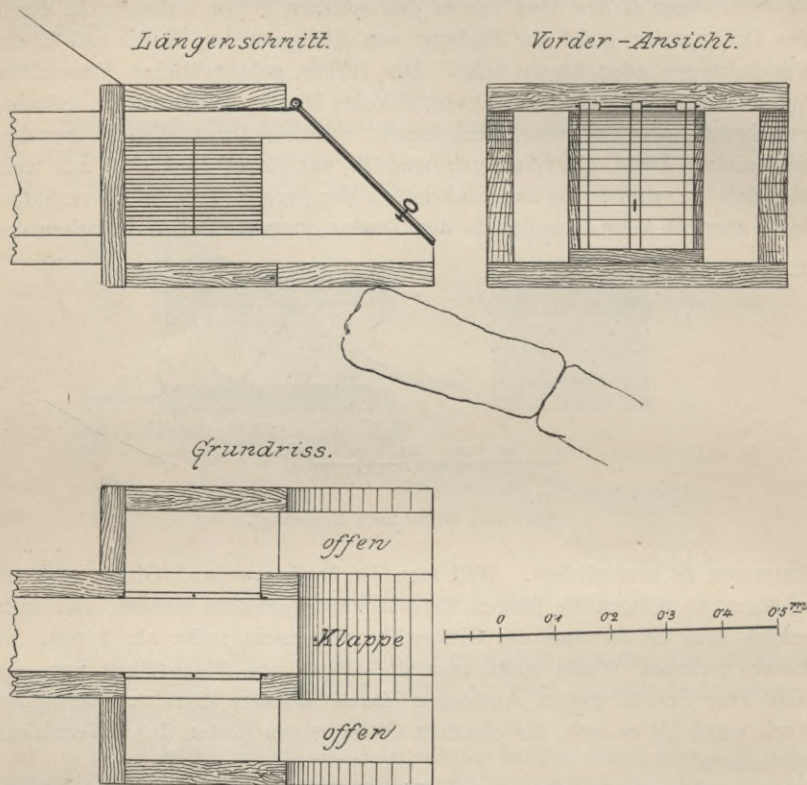 Längenschnitt.
Vorder-Ansicht.
Grundriss.
offen
Klappe
offen
0 0·1 0·2 0·3 0·4 0·5 m